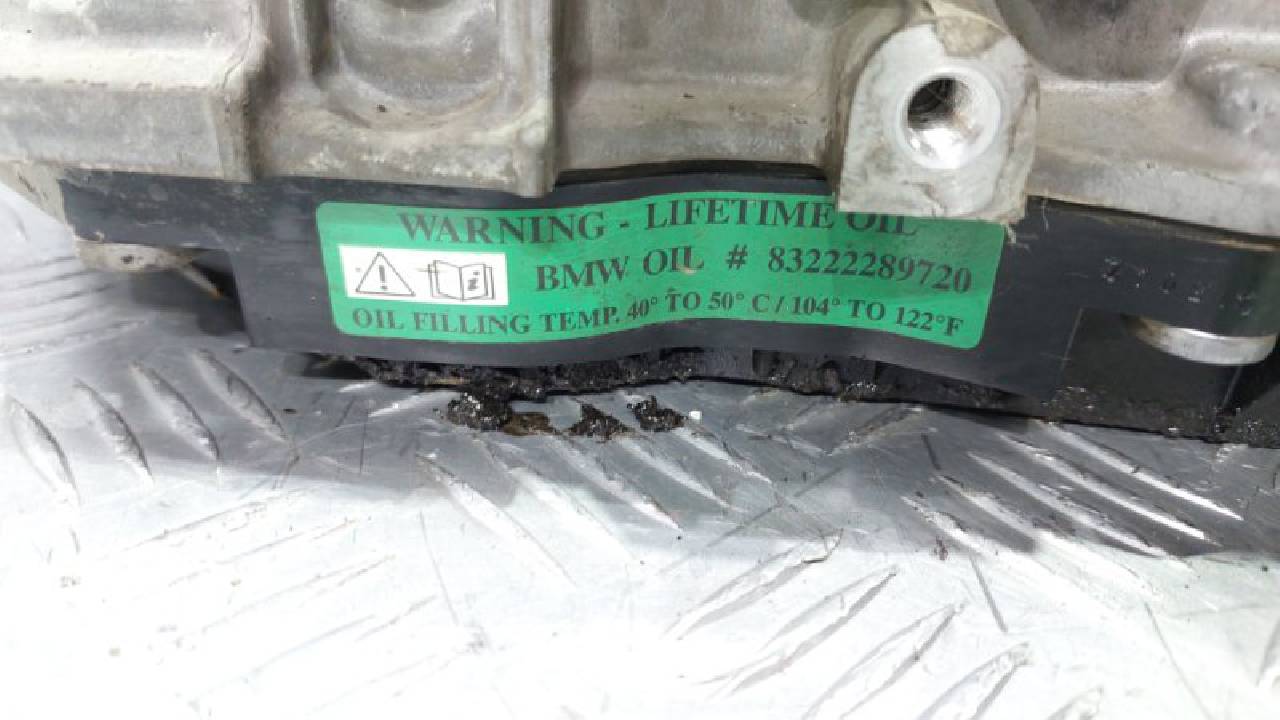 WARNING - LIFETIME OIL
BMW OIL # 83222289720
OIL FILLING TEMP. 40° TO 50° C / 104° TO 122°F